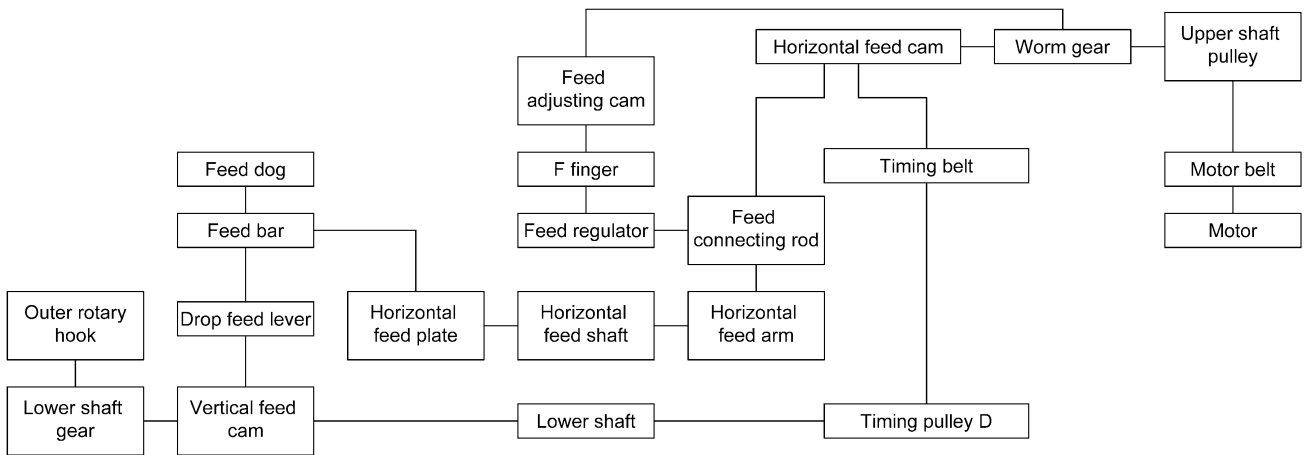 Horizontal feed cam
Worm gear
Upper shaft
pulley
Feed
adjusting cam
Feed dog
F finger
Timing belt
Motor belt
Feed bar
Feed regulator
Feed
connecting rod
Motor
Outer rotary
hook
Drop feed lever
Horizontal
feed plate
Horizontal
feed shaft
Horizontal
feed arm
Lower shaft
gear
Vertical feed
cam
Lower shaft
Timing pulley D